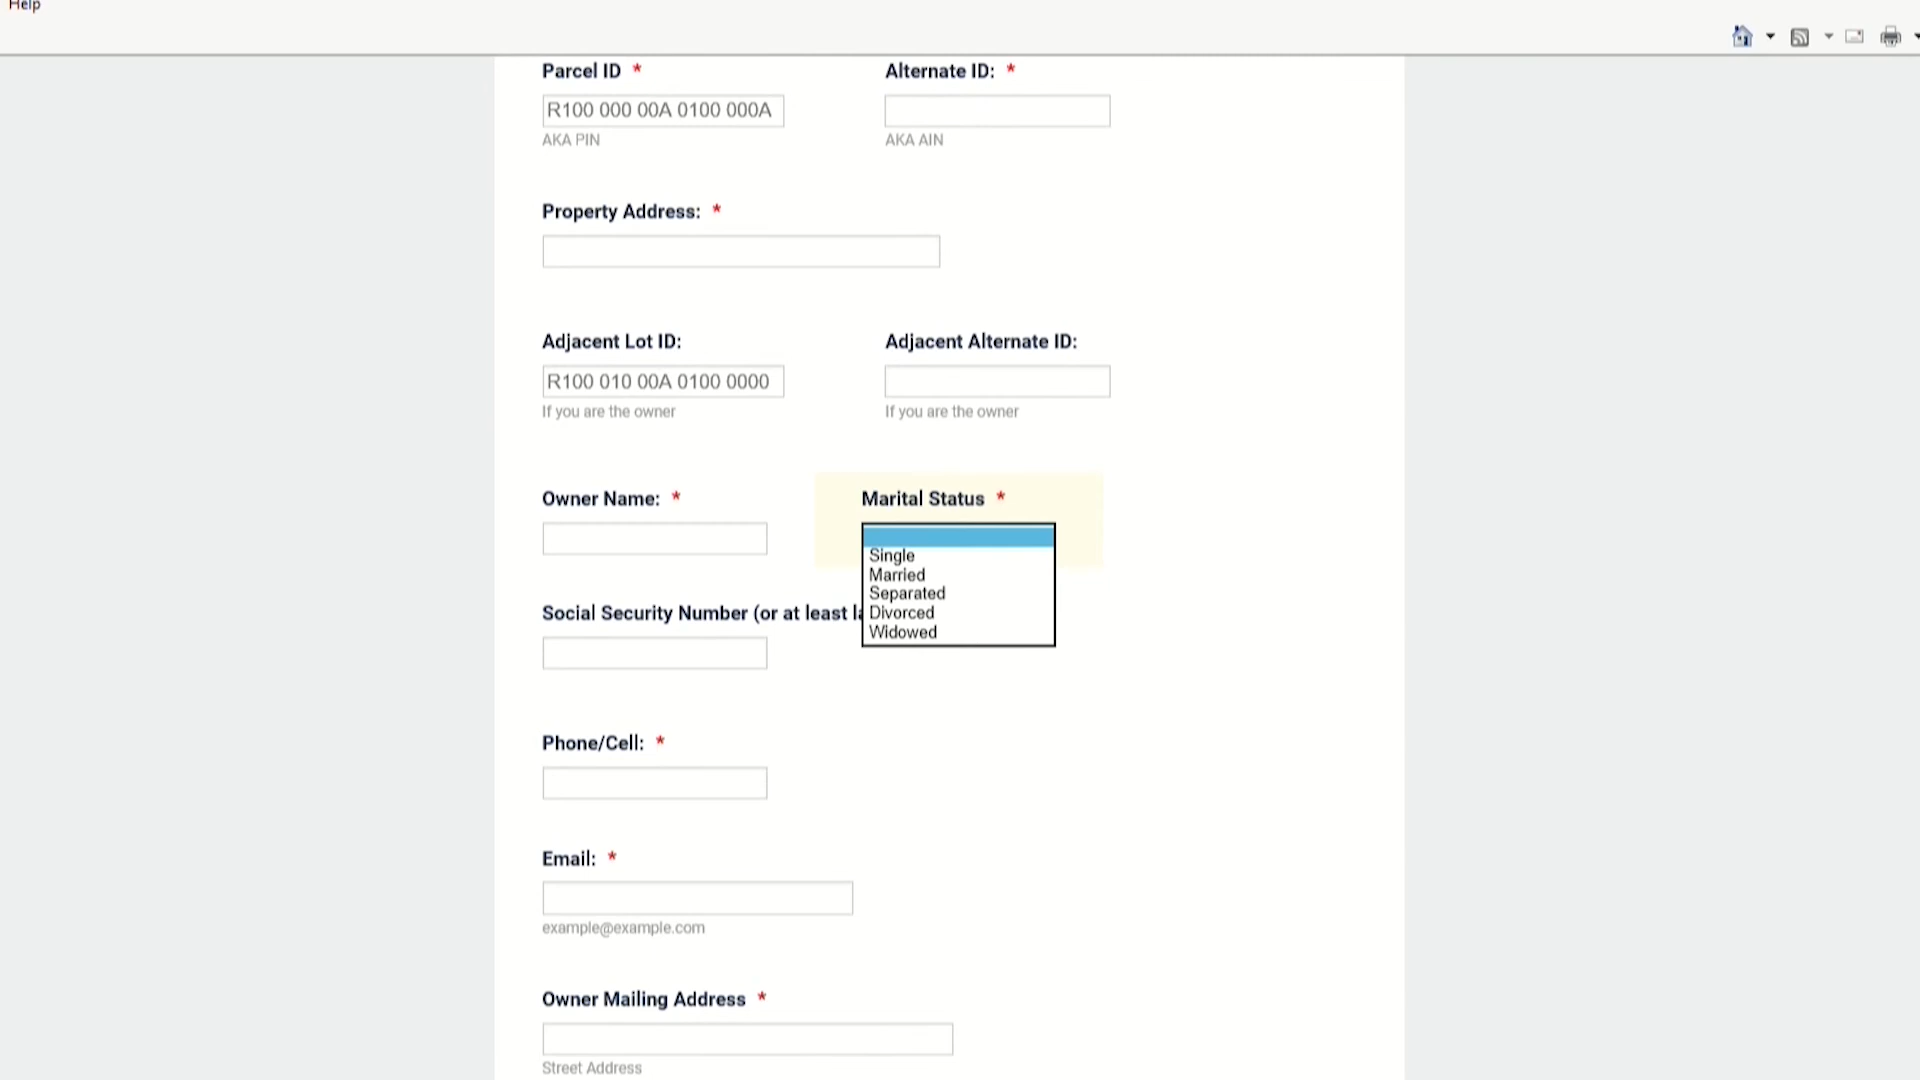 Help
Parcel ID * Alternate ID: *
R100 000 00A 0100 000A
AKA PIN AKA AIN
Property Address: *
Adjacent Lot ID: Adjacent Alternate ID:
R100 010 00A 0100 0000
If you are the owner If you are the owner
Owner Name: * Marital Status *
Single
Married
Separated
Social Security Number (or at least la
Divorced
Widowed
Phone/Cell: *
Email: *
example@example.com
Owner Mailing Address *
Street Address